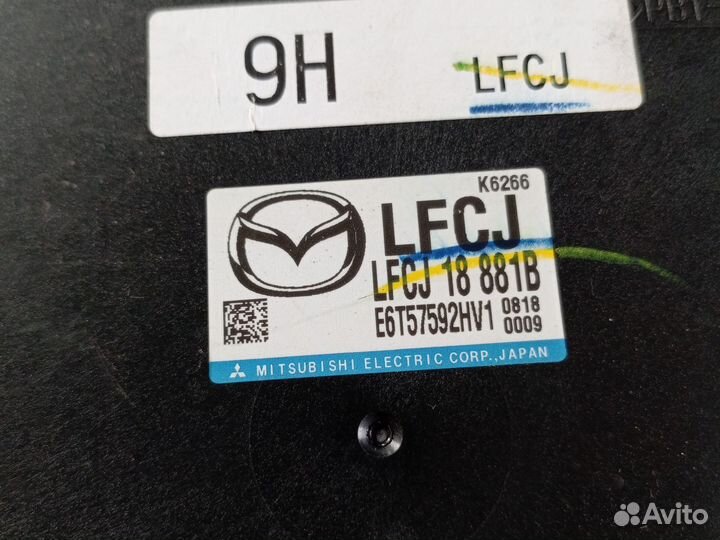 9H LFCJ
K6266
LFCJ
LFCJ 18 881B
E6T57592HV1 0818 0009
MITSUBISHI ELECTRIC CORP., JAPAN
Avito